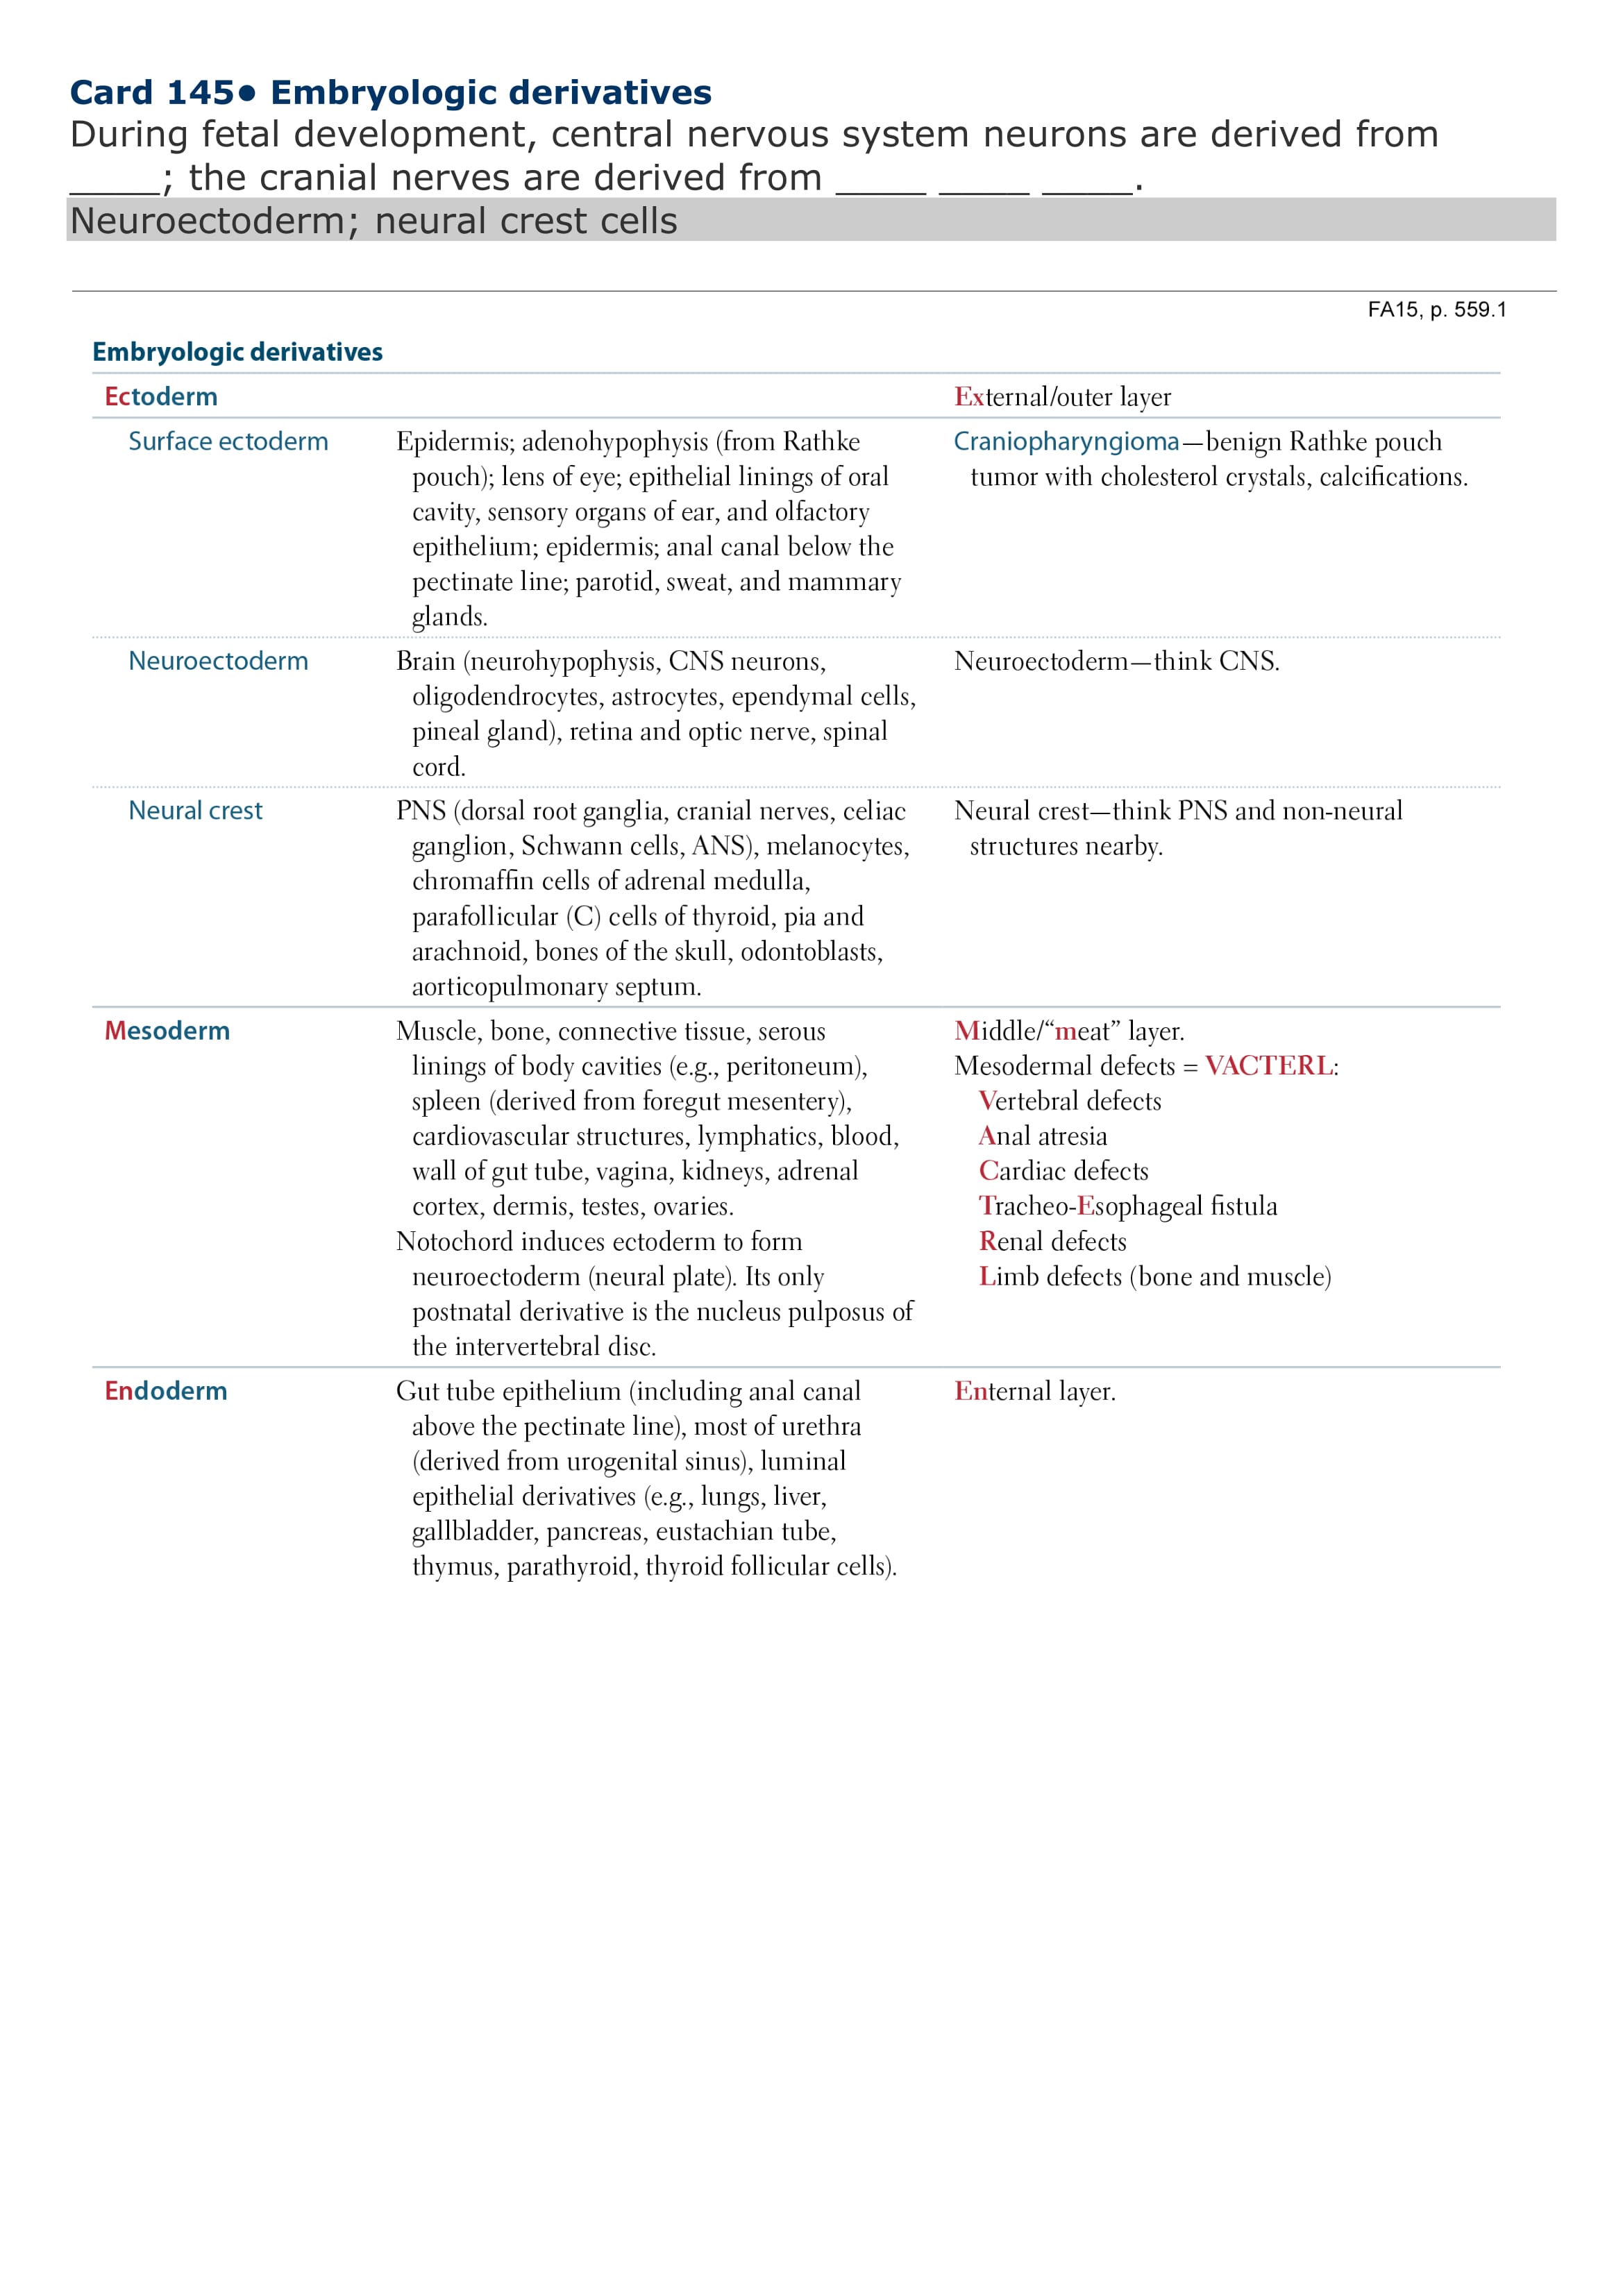 Card 145• Embryologic derivatives
During fetal development, central nervous system neurons are derived from
____; the cranial nerves are derived from ____ ____ ____.
Neuroectoderm; neural crest cells
FA15, p. 559.1
Embryologic derivatives
Ectoderm
External/outer layer
Surface ectoderm
Epidermis; adenohypophysis (from Rathke
pouch); lens of eye; epithelial linings of oral
cavity, sensory organs of ear, and olfactory
epithelium; epidermis; anal canal below the
pectinate line; parotid, sweat, and mammary
glands.
Craniopharyngioma—benign Rathke pouch
tumor with cholesterol crystals, calcifications.
Neuroectoderm
Brain (neurohypophysis, CNS neurons,
oligodendrocytes, astrocytes, ependymal cells,
pineal gland), retina and optic nerve, spinal
cord.
Neuroectoderm—think CNS.
Neural crest
PNS (dorsal root ganglia, cranial nerves, celiac
ganglion, Schwann cells, ANS), melanocytes,
chromaffin cells of adrenal medulla,
parafollicular (C) cells of thyroid, pia and
arachnoid, bones of the skull, odontoblasts,
aorticopulmonary septum.
Neural crest—think PNS and non-neural
structures nearby.
Mesoderm
Muscle, bone, connective tissue, serous
linings of body cavities (e.g., peritoneum),
spleen (derived from foregut mesentery),
cardiovascular structures, lymphatics, blood,
wall of gut tube, vagina, kidneys, adrenal
cortex, dermis, testes, ovaries.
Notochord induces ectoderm to form
neuroectoderm (neural plate). Its only
postnatal derivative is the nucleus pulposus of
the intervertebral disc.
Middle/“meat” layer.
Mesodermal defects = VACTERL:
Vertebral defects
Anal atresia
Cardiac defects
Tracheo-Esophageal fistula
Renal defects
Limb defects (bone and muscle)
Endoderm
Gut tube epithelium (including anal canal
above the pectinate line), most of urethra
(derived from urogenital sinus), luminal
epithelial derivatives (e.g., lungs, liver,
gallbladder, pancreas, eustachian tube,
thymus, parathyroid, thyroid follicular cells).
Enternal layer.